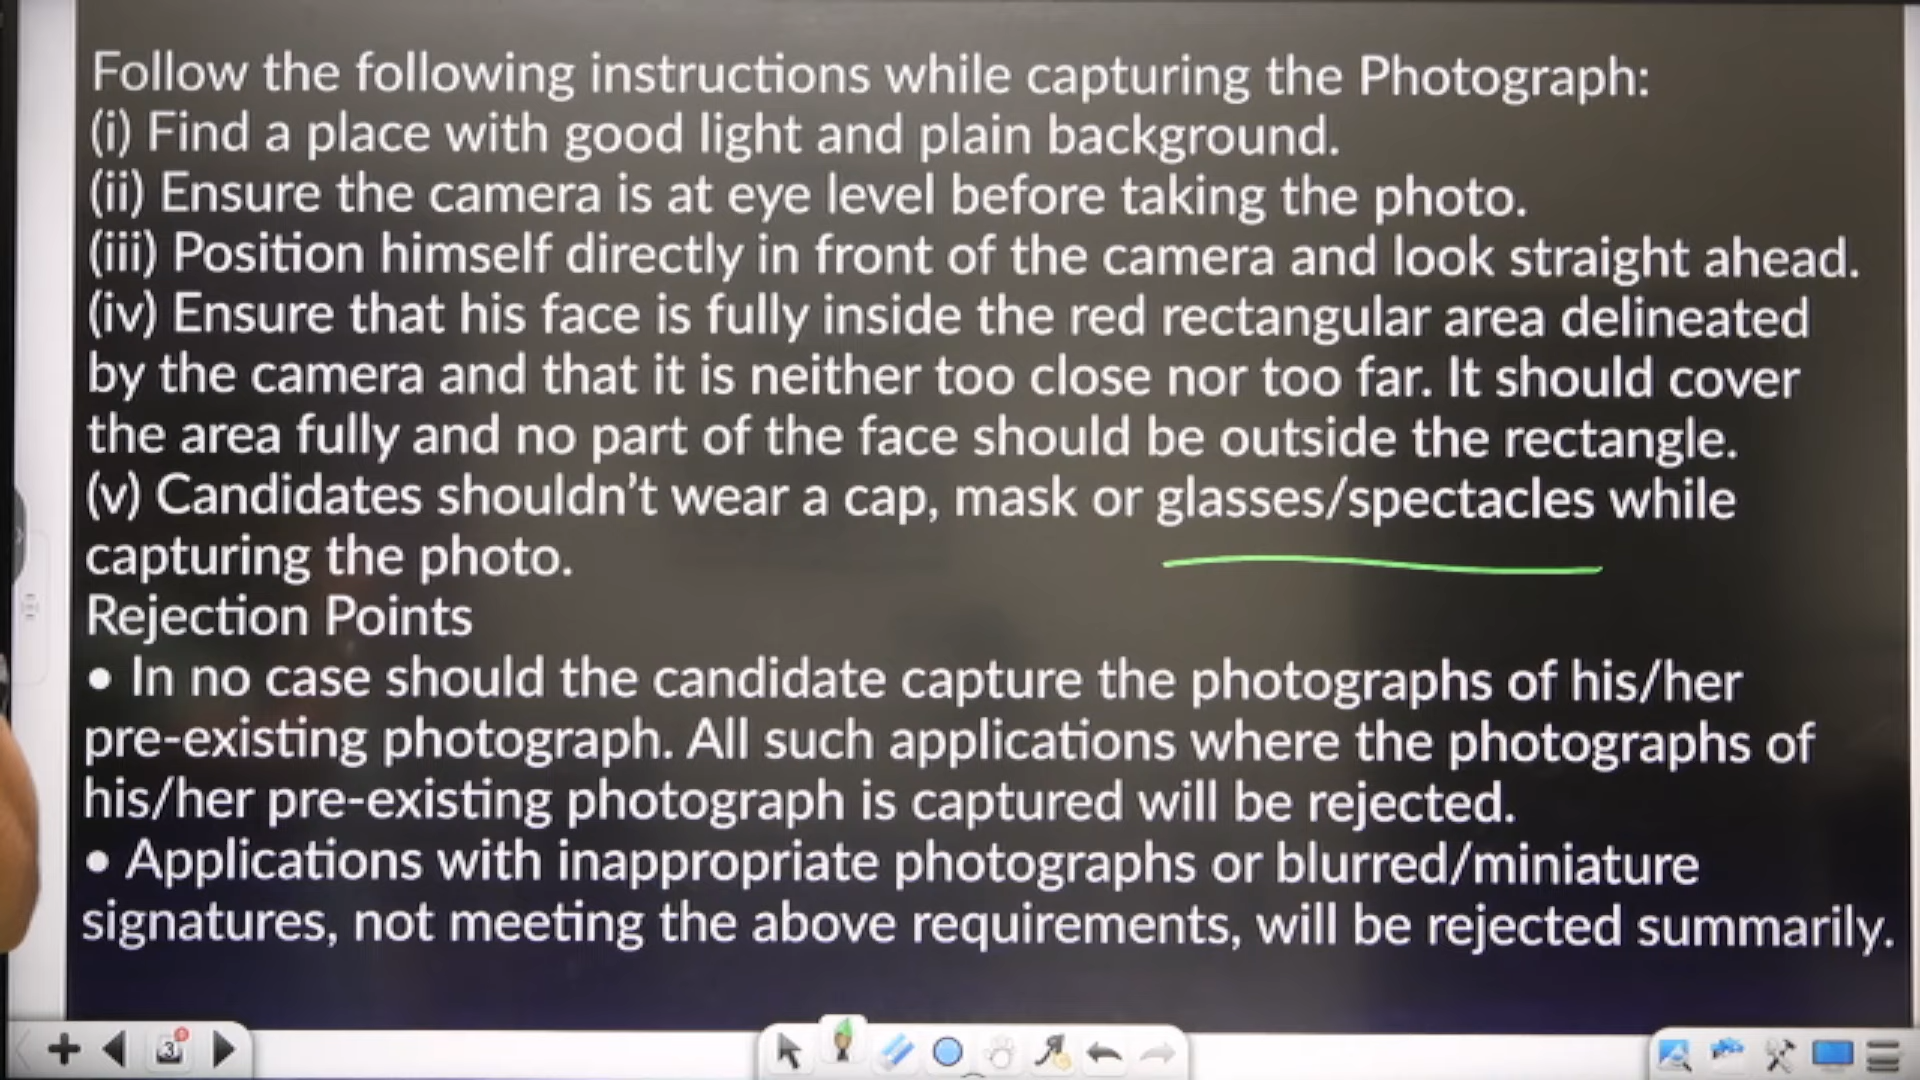 Follow the following instructions while capturing the Photograph:
(i) Find a place with good light and plain background.
(ii) Ensure the camera is at eye level before taking the photo.
(iii) Position himself directly in front of the camera and look straight ahead.
(iv) Ensure that his face is fully inside the red rectangular area delineated
by the camera and that it is neither too close nor too far. It should cover
the area fully and no part of the face should be outside the rectangle.
(v) Candidates shouldn’t wear a cap, mask or glasses/spectacles while
capturing the photo.
Rejection Points
• In no case should the candidate capture the photographs of his/her
pre-existing photograph. All such applications where the photographs of
his/her pre-existing photograph is captured will be rejected.
• Applications with inappropriate photographs or blurred/miniature
signatures, not meeting the above requirements, will be rejected summarily.
3